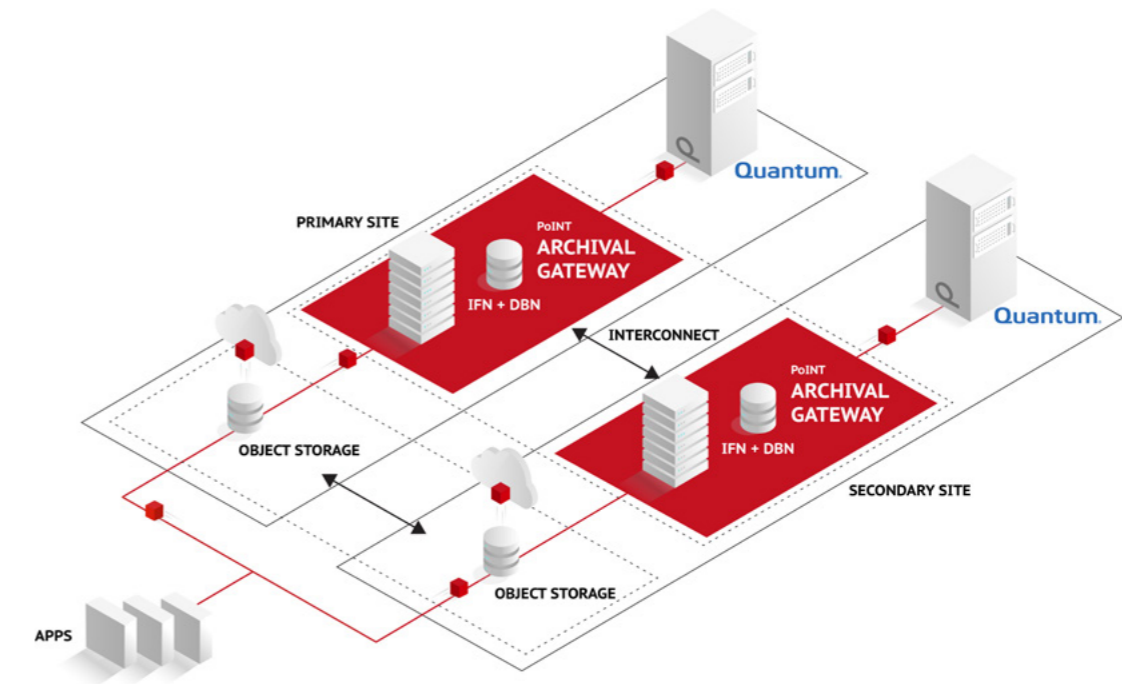 Quantum.
PRIMARY SITE
PoINT
ARCHIVAL
GATEWAY
IFN + DBN
INTERCONNECT
Quantum.
PoINT
ARCHIVAL
GATEWAY
IFN + DBN
OBJECT STORAGE
SECONDARY SITE
OBJECT STORAGE
APPS